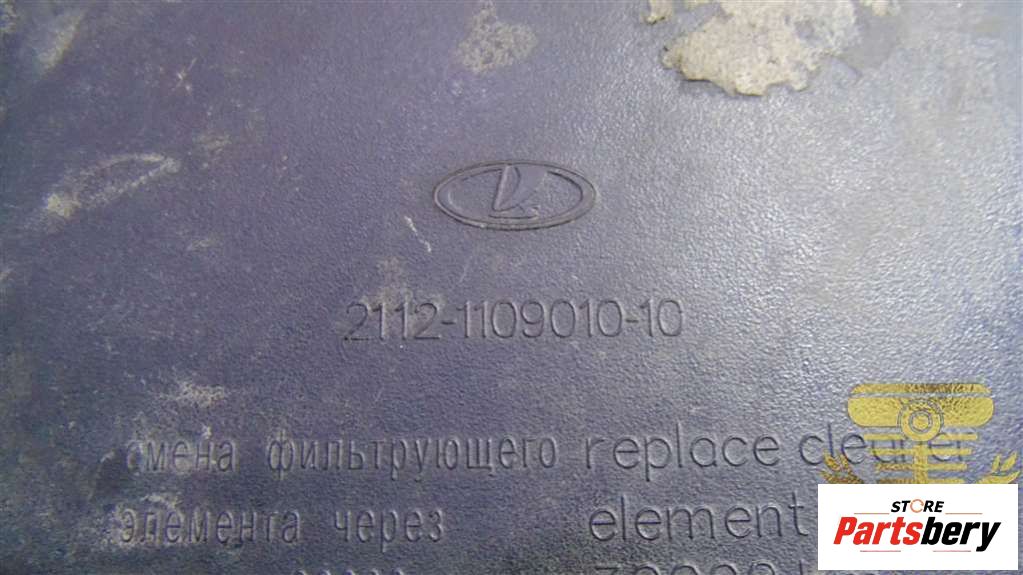 2112-1109010-10
смена фильтрующего replace
элемента через element
STORE
Partsbery